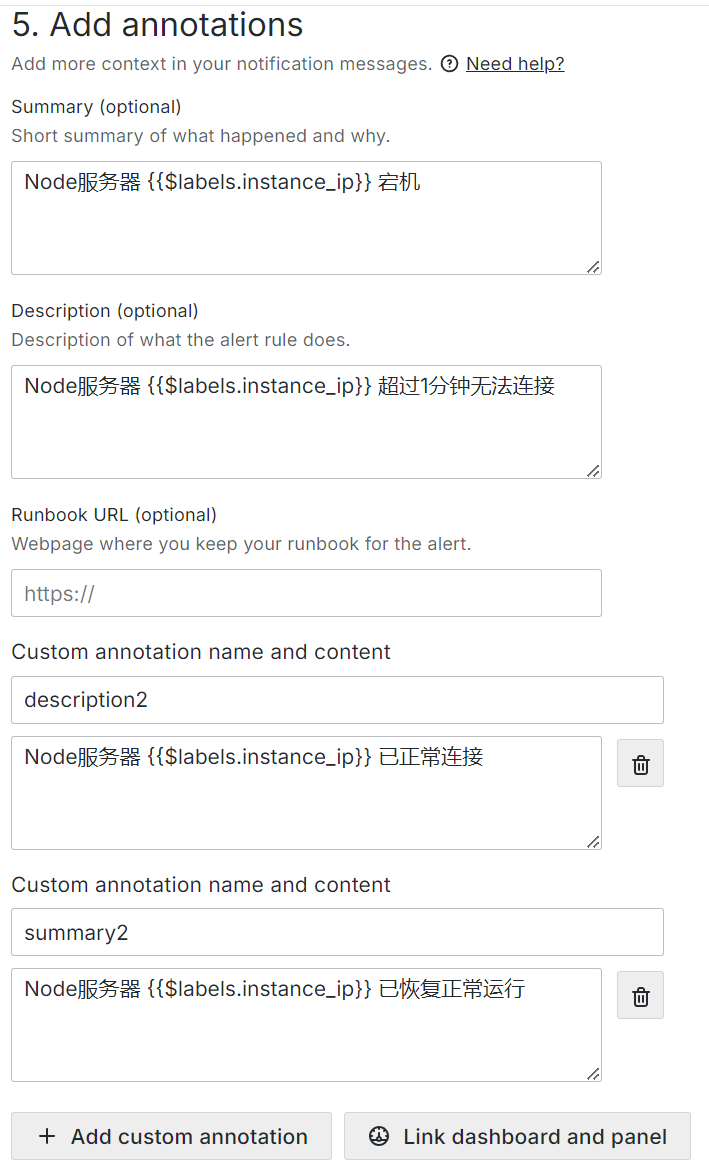 5. Add annotations
Add more context in your notification messages. Need help?
Summary (optional)
Short summary of what happened and why.
Node服务器 {{$labels.instance_ip}} 宕机
Description (optional)
Description of what the alert rule does.
Node服务器 {{$labels.instance_ip}} 超过1分钟无法连接
Runbook URL (optional)
Webpage where you keep your runbook for the alert.
https://
Custom annotation name and content
description2
Node服务器 {{$labels.instance_ip}} 已正常连接
Custom annotation name and content
summary2
Node服务器 {{$labels.instance_ip}} 已恢复正常运行
+ Add custom annotation
Link dashboard and panel